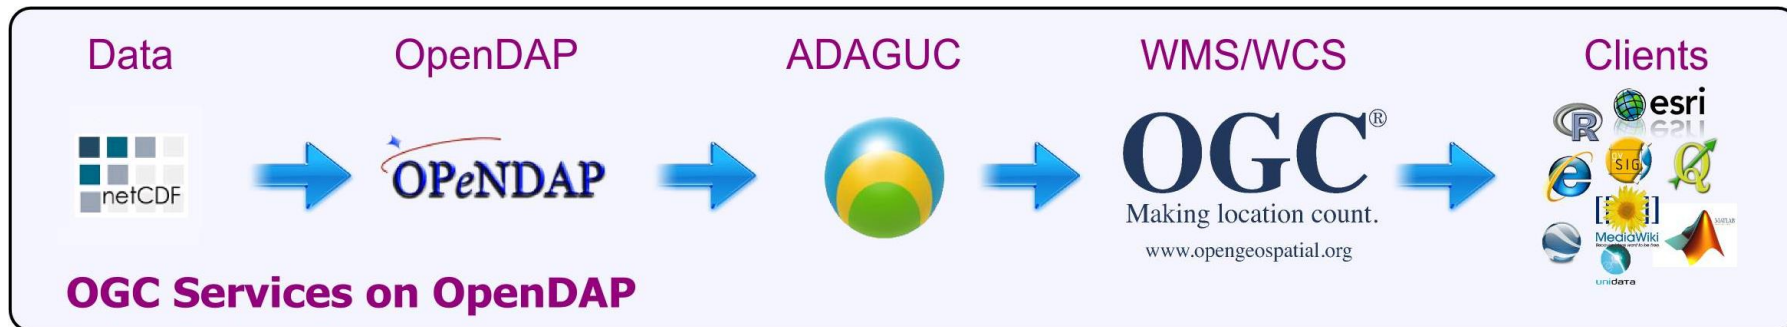 Data
OpenDAP
ADAGUC
WMS/WCS
Clients
netCDF
OPeNDAP
OGC®
Making location count.
www.opengeospatial.org
R
esri
SIG
MediaWiki
MATLAB
unidata
OGC Services on OpenDAP